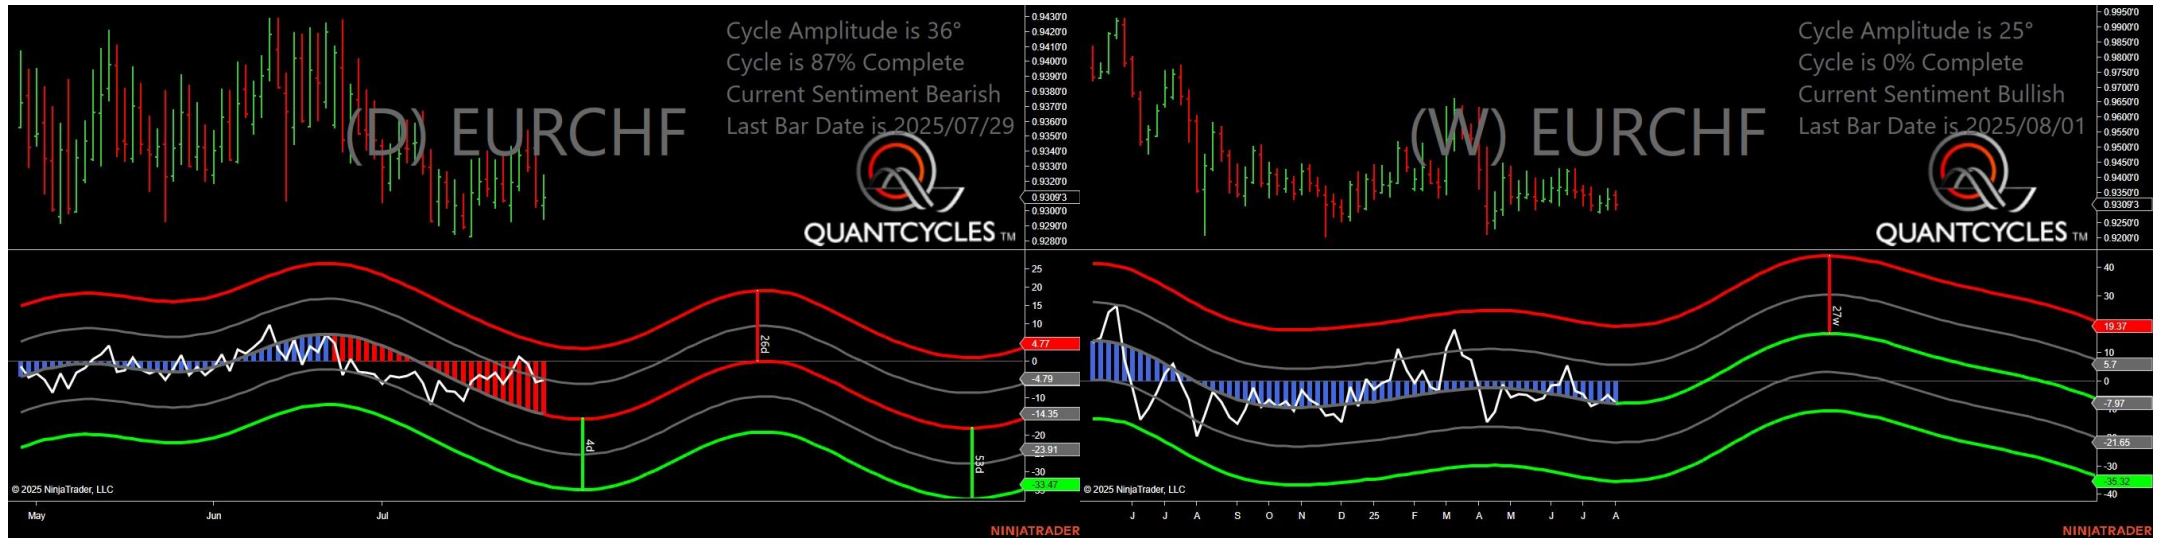 (D) EURCHF
Cycle Amplitude is 36°
Cycle is 87% Complete
Current Sentiment Bearish
Last Bar Date is 2025/07/29
QUANTCYCLES TM
0.9430'0
0.9420'0
0.9410'0
0.9400'0
0.9390'0
0.9380'0
0.9370'0
0.9360'0
0.9350'0
0.9340'0
0.9330'0
0.9320'0
0.9309'3
0.9300'0
0.9290'0
0.9280'0
25
20
15
10
4.77
0
-4.79
-10
-14.35
-20
-23.91
-30
-33.47
26d
4d
53d
© 2025 NinjaTrader, LLC
May Jun Jul
NINJATRADER
(W) EURCHF
Cycle Amplitude is 25°
Cycle is 0% Complete
Current Sentiment Bullish
Last Bar Date is 2025/08/01
QUANTCYCLES TM
0.9950'0
0.9900'0
0.9850'0
0.9800'0
0.9750'0
0.9700'0
0.9650'0
0.9600'0
0.9550'0
0.9500'0
0.9450'0
0.9400'0
0.9350'0
0.9309'3
0.9250'0
0.9200'0
40
30
19.37
10
5.7
0
-7.97
-21.65
-30
-35.32
-40
27w
© 2025 NinjaTrader, LLC
J J A S O N D 25 F M A M J J A
NINJATRADER